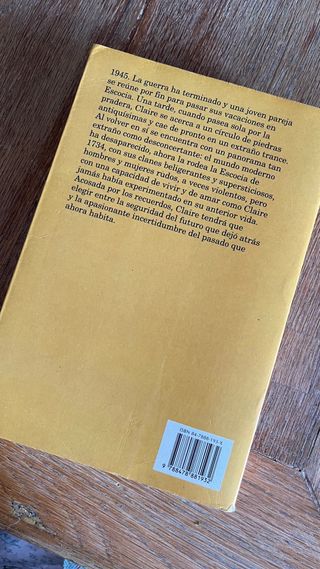 1945. La guerra ha terminado y una joven pareja
se reúne por fin para pasar sus vacaciones en
Escocia. Una tarde, cuando pasea sola por la
pradera, Claire se acerca a un círculo de piedras
antiquísimas y cae de pronto en un extraño trance.
Al volver en sí se encuentra con un panorama tan
extraño como desconcertante: el mundo moderno
ha desaparecido, ahora la rodea la Escocia de
1734, con sus clanes beligerantes y supersticiosos,
hombres y mujeres rudos, a veces violentos, pero
con una capacidad de vivir y de amar como Claire
jamás había experimentado en su anterior vida.
Acosada por los recuerdos, Claire tendrá que
elegir entre la seguridad del futuro que dejó atrás
y la apasionante incertidumbre del pasado que
ahora habita.
ISBN 84-7888-193-X
9 788478 881932